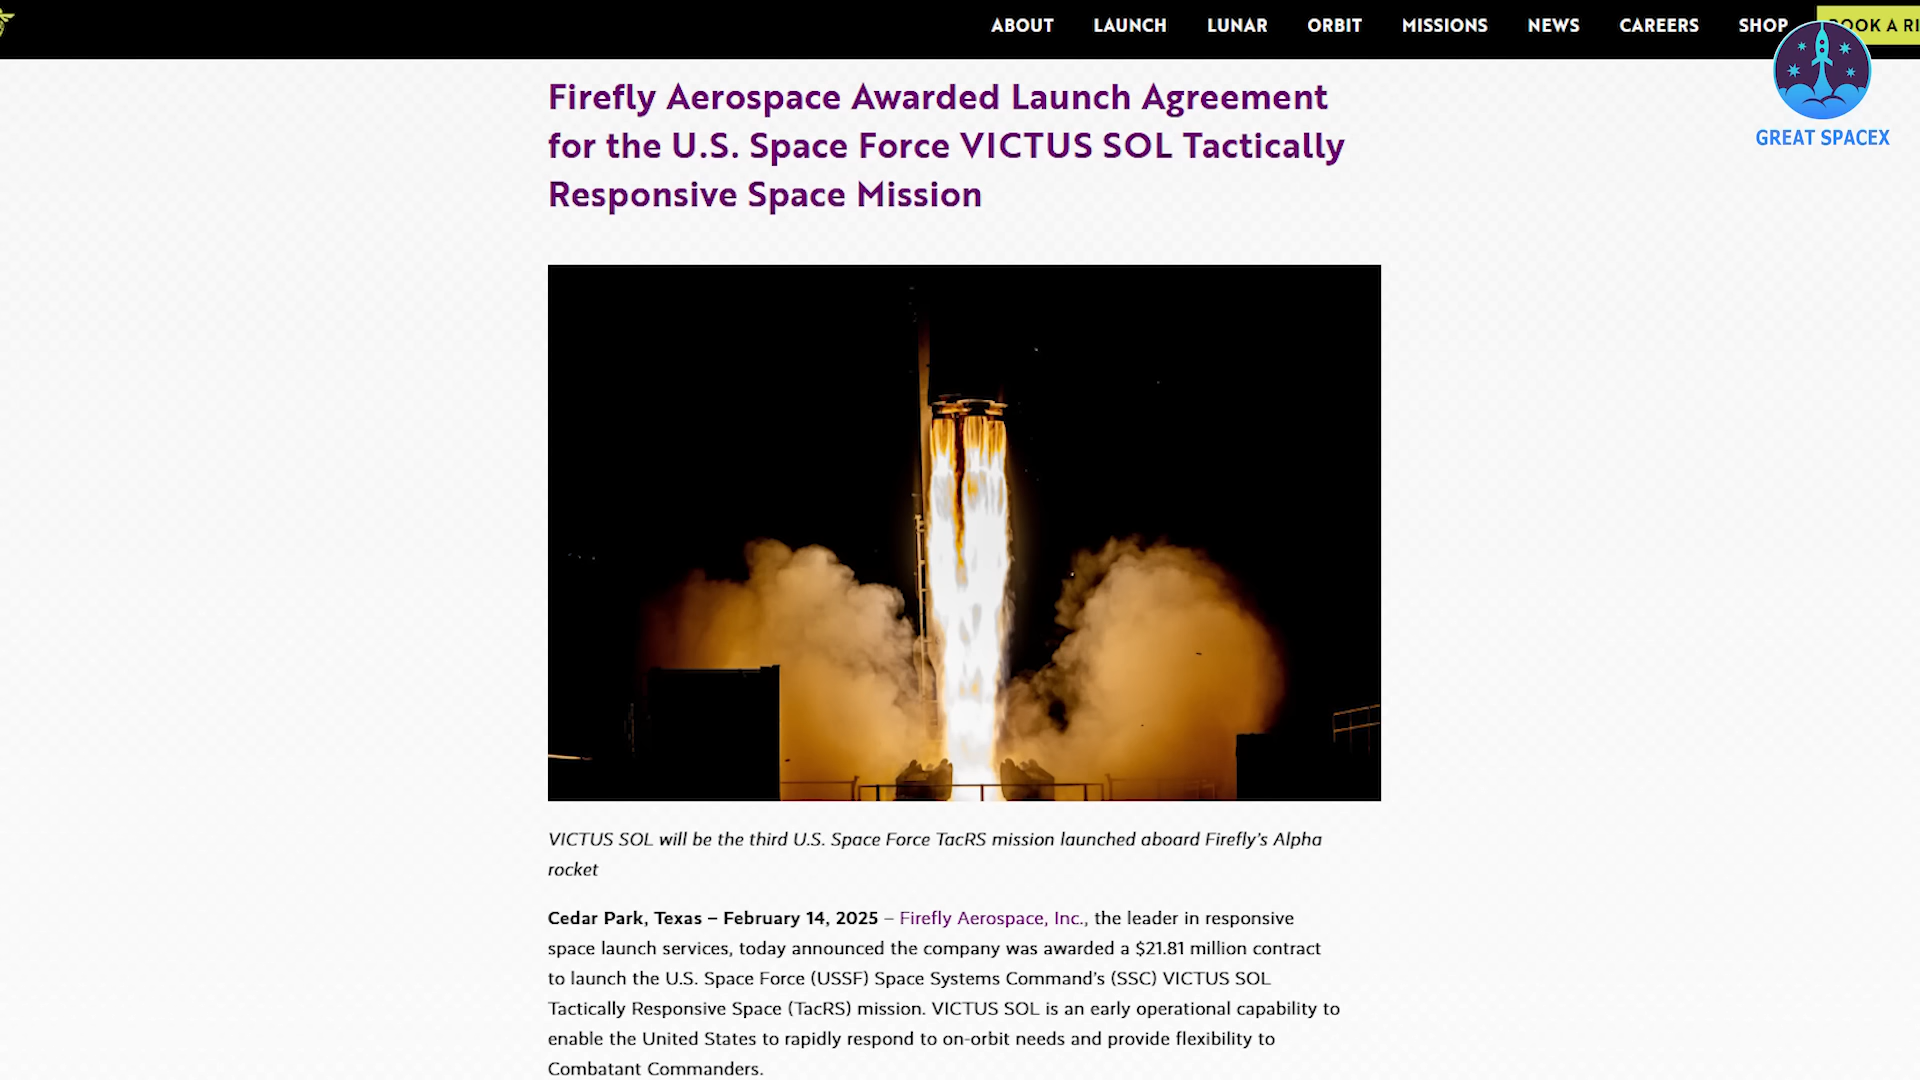 ABOUT LAUNCH LUNAR ORBIT MISSIONS NEWS CAREERS SHOP
GREAT SPACEX
Firefly Aerospace Awarded Launch Agreement
for the U.S. Space Force VICTUS SOL Tactically
Responsive Space Mission
VICTUS SOL will be the third U.S. Space Force TacRS mission launched aboard Firefly’s Alpha
rocket
Cedar Park, Texas – February 14, 2025 – Firefly Aerospace, Inc., the leader in responsive
space launch services, today announced the company was awarded a $21.81 million contract
to launch the U.S. Space Force (USSF) Space Systems Command’s (SSC) VICTUS SOL
Tactically Responsive Space (TacRS) mission. VICTUS SOL is an early operational capability to
enable the United States to rapidly respond to on-orbit needs and provide flexibility to
Combatant Commanders.